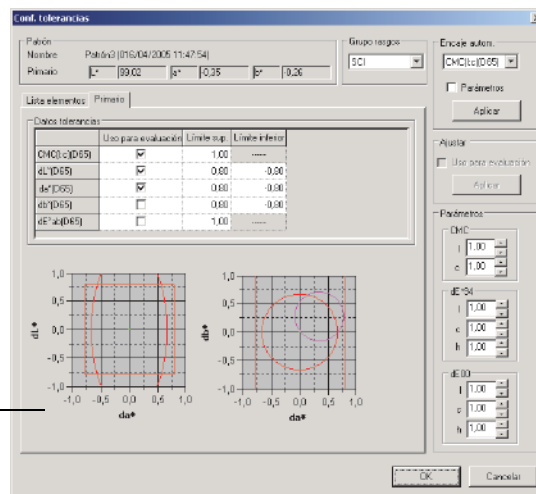 Conf. tolerancias
Patrón
Nombre Patrón3 (016/04/2005 11:47:54)
Primario L* 99,02 a* -0,35 b* -0,26
Grupo rasgos
SCI
Encaje autom.
CMC(l:c)(D65)
Parámetros
Aplicar
Lista elementos Primario
Datos tolerancias
Uso para evaluación Límite sup. Límite inferior
CMC(l:c)(D65) 1,00 -----
dL*(D65) 0,80 -0,80
da*(D65) 0,80 -0,80
db*(D65) 0,80 -0,80
dE*ab(D65) 1,00 -----
Ajustar
Uso para evaluación
Aplicar
Parámetros
CMC
l 1,00
c 1,00
dE*94
l 1,00
c 1,00
h 1,00
dE00
l 1,00
c 1,00
h 1,00
1,0
0,5
0,0
-0,5
-1,0
dL*
-1,0 -0,5 0,0 0,5 1,0
da*
1,0
0,5
0,0
-0,5
-1,0
db*
-1,0 -0,5 0,0 0,5 1,0
da*
OK Cancelar